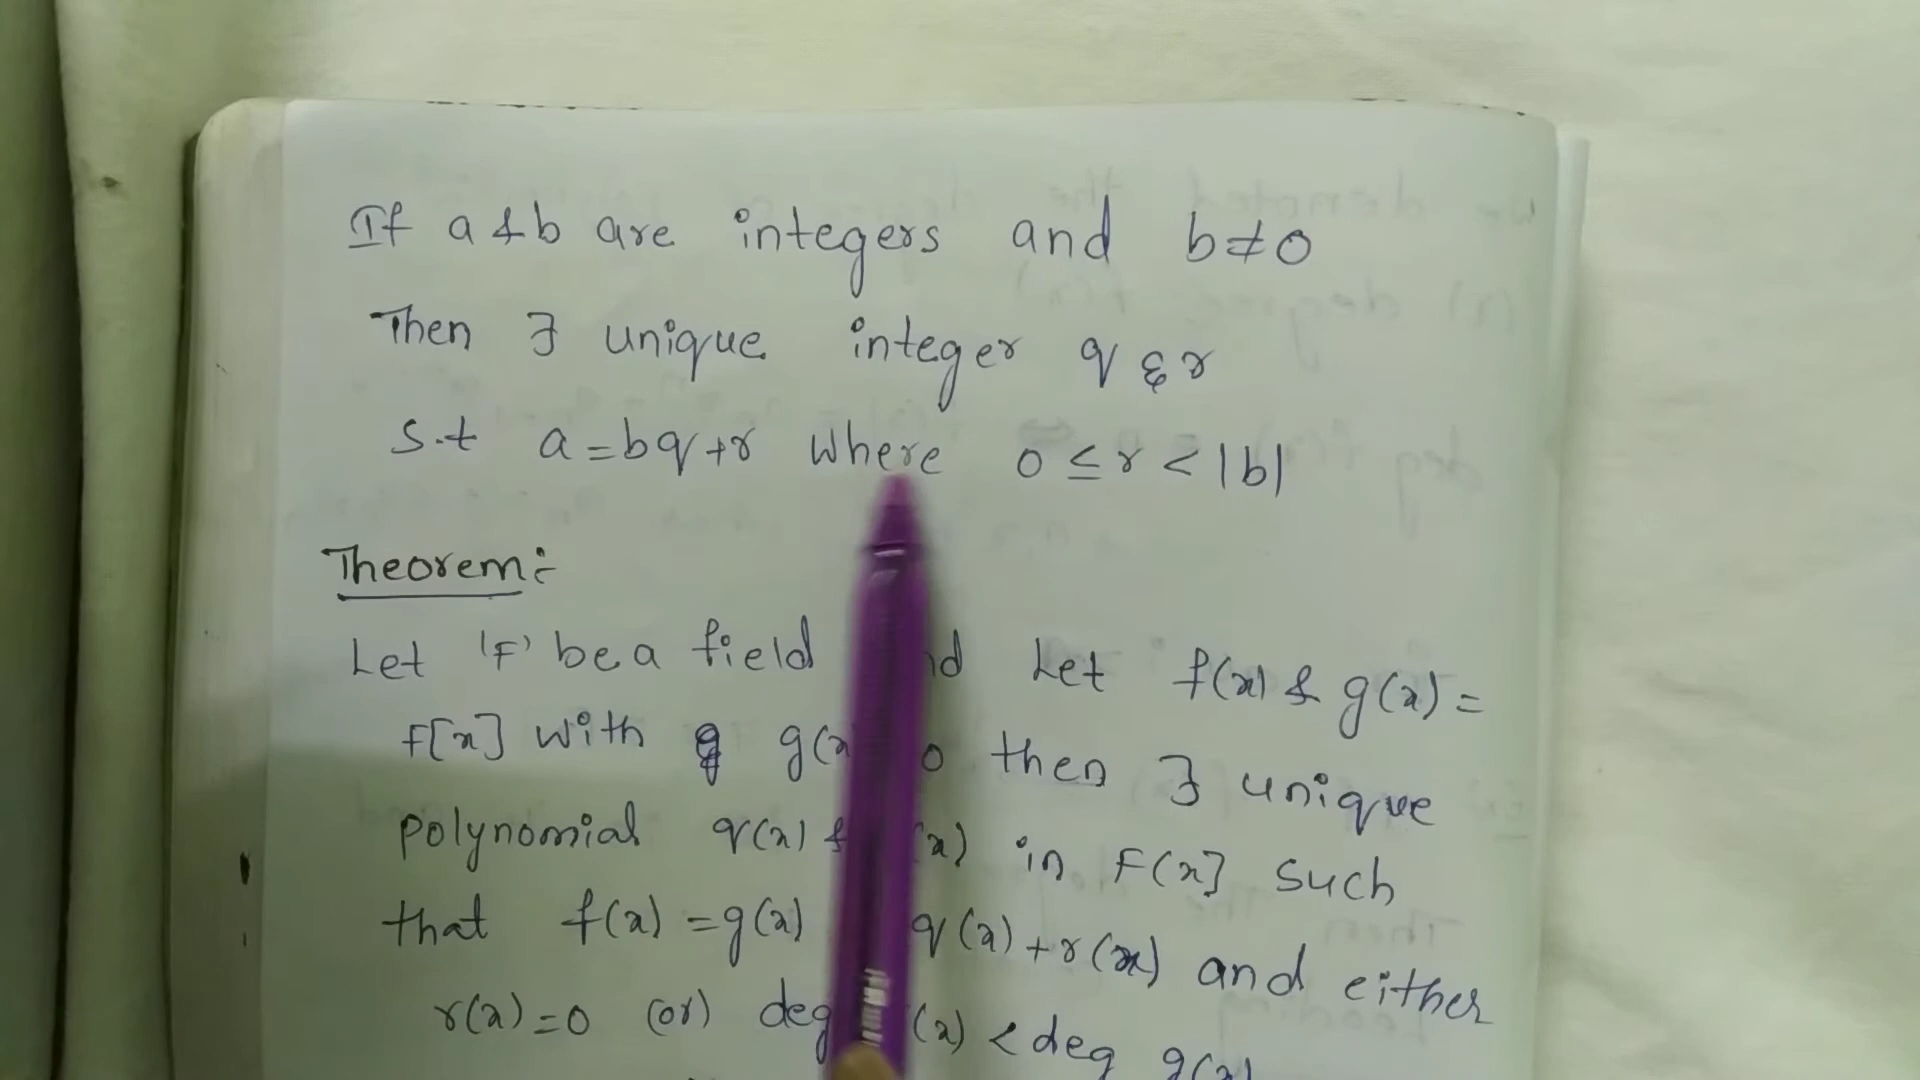 If a & b are integers and b≠0
Then ∃ unique integer q & r
S.t a = bq+r where 0 ≤ r < |b|
Theorem:-
Let 'F' be a field Let f(x) & g(x) =
F[x] with g(x 0 then ∃ unique
polynomial q(x) & (x) in F(x] such
that f(x) = g(x) q(x) + r(x) and either
r(x)=0 (or) deg (x) < deg g(x)